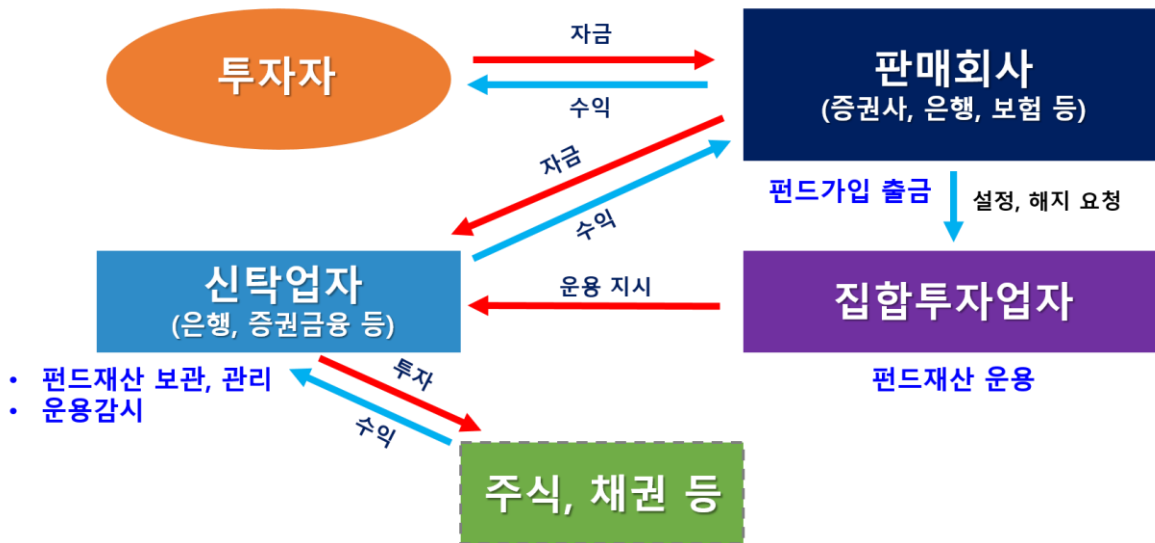 자금
투자자
판매회사
(증권사, 은행, 보험 등)
수익
자금
펀드가입 출금
설정, 해지 요청
수익
신탁업자
(은행, 증권금융 등)
운용 지시
집합투자업자
• 펀드재산 보관, 관리
• 운용감시
투자
펀드재산 운용
수익
주식, 채권 등